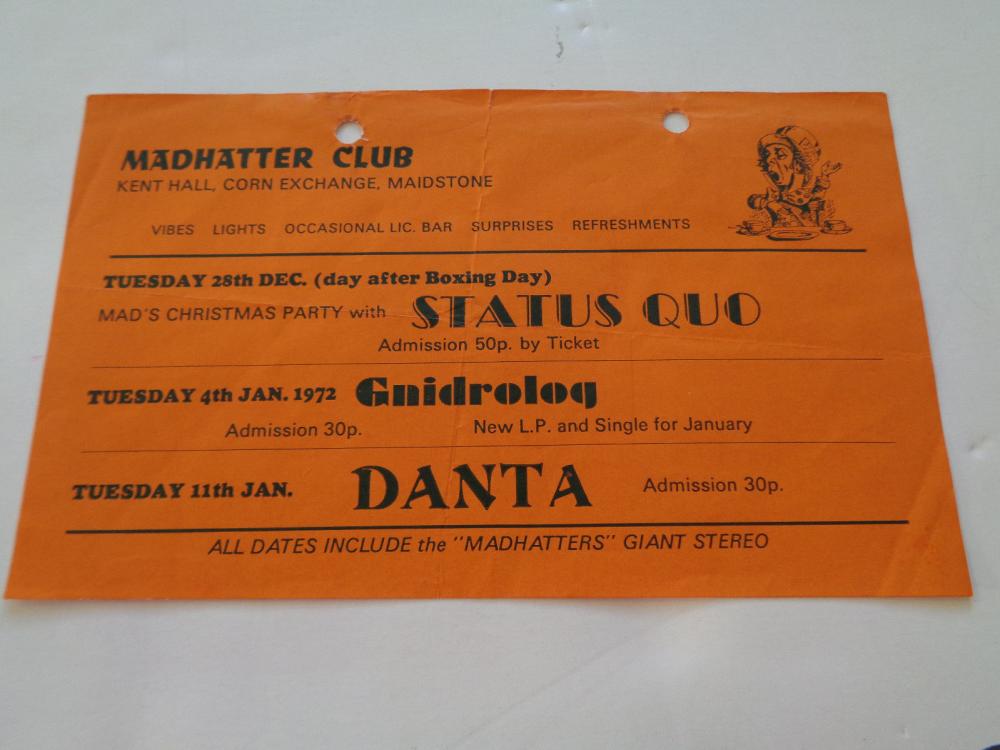 MADHATTER CLUB
KENT HALL, CORN EXCHANGE, MAIDSTONE
VIBES LIGHTS OCCASIONAL LIC. BAR SURPRISES REFRESHMENTS
TUESDAY 28th DEC. (day after Boxing Day)
MAD'S CHRISTMAS PARTY with STATUS QUO
Admission 50p. by Ticket
TUESDAY 4th JAN. 1972 Gnidrolog
Admission 30p. New L.P. and Single for January
TUESDAY 11th JAN. DANTA Admission 30p.
ALL DATES INCLUDE the "MADHATTERS" GIANT STEREO